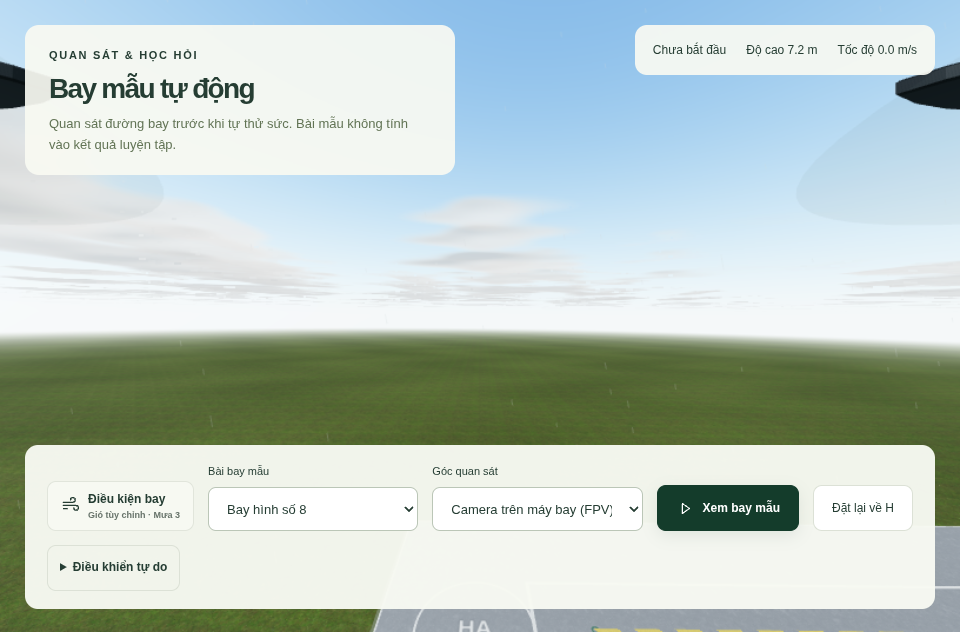 QUAN SÁT & HỌC HỎI
Bay mẫu tự động
Quan sát đường bay trước khi tự thử sức. Bài mẫu không tính
vào kết quả luyện tập.
Chưa bắt đầu Độ cao 7.2 m Tốc độ 0.0 m/s
Bài bay mẫu
Góc quan sát
Điều kiện bay
Gió tùy chỉnh · Mưa 3
Bay hình số 8
Camera trên máy bay (FPV)
Xem bay mẫu
Đặt lại về H
Điều khiển tự do
HA